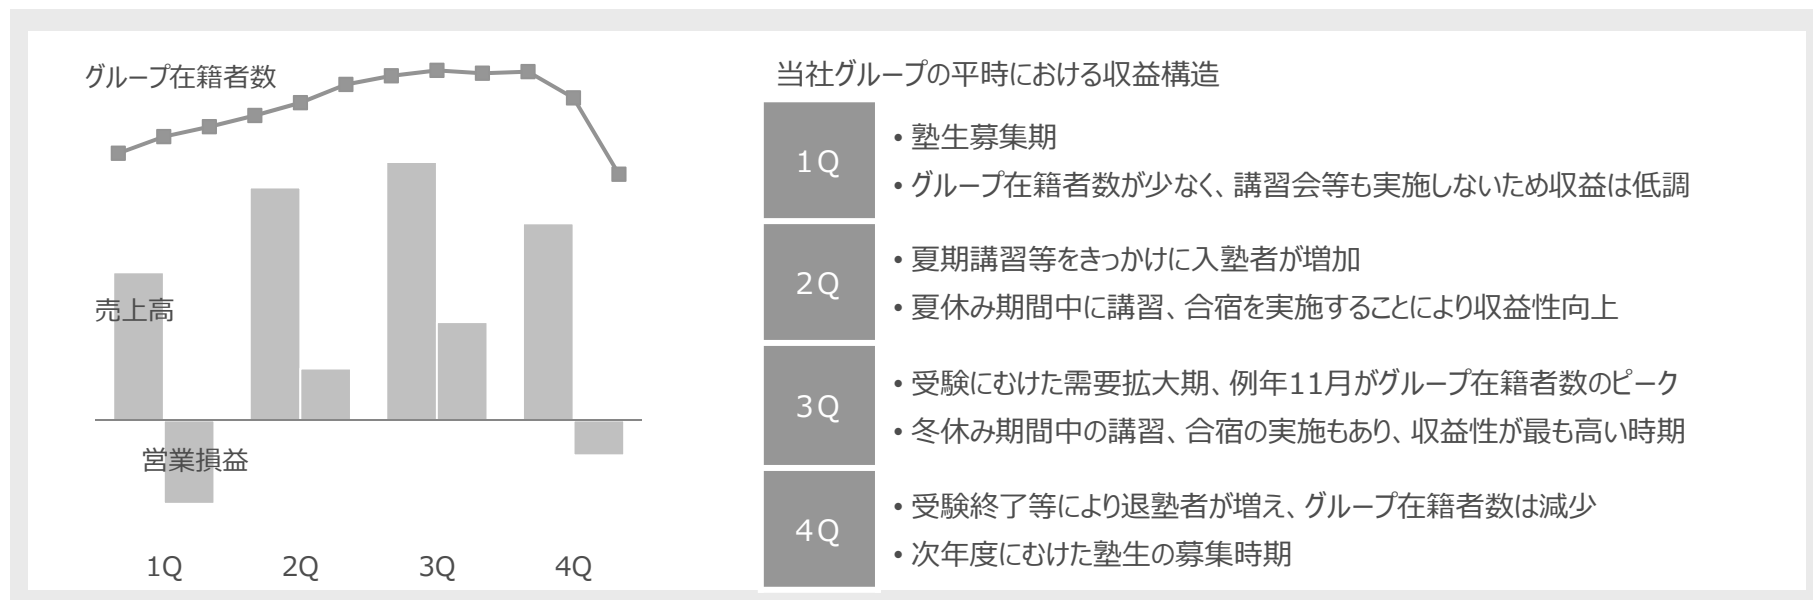 グループ在籍者数
売上高
営業損益
1Q 2Q 3Q 4Q
当社グループの平時における収益構造
1Q
• 塾生募集期
• グループ在籍者数が少なく、講習会等も実施しないため収益は低調
2Q
• 夏期講習等をきっかけに入塾者が増加
• 夏休み期間中に講習、合宿を実施することにより収益性向上
3Q
• 受験にむけた需要拡大期、例年11月がグループ在籍者数のピーク
• 冬休み期間中の講習、合宿の実施もあり、収益性が最も高い時期
4Q
• 受験終了等により退塾者が増え、グループ在籍者数は減少
• 次年度にむけた塾生の募集時期